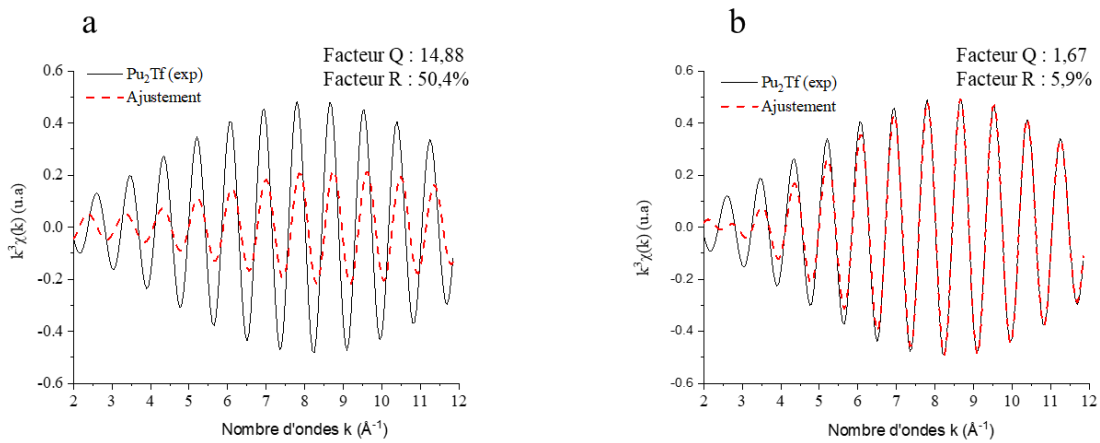 a
Facteur Q : 14,88
Facteur R : 50,4%
Pu₂Tf (exp)
Ajustement
k³χ(k) (u.a)
0.6
0.4
0.2
0.0
-0.2
-0.4
-0.6
2 3 4 5 6 7 8 9 10 11 12
Nombre d'ondes k (Å⁻¹)
b
Facteur Q : 1,67
Facteur R : 5,9%
Pu₂Tf (exp)
Ajustement
k³χ(k) (u.a)
0.6
0.4
0.2
0.0
-0.2
-0.4
-0.6
2 3 4 5 6 7 8 9 10 11 12
Nombre d'ondes k (Å⁻¹)